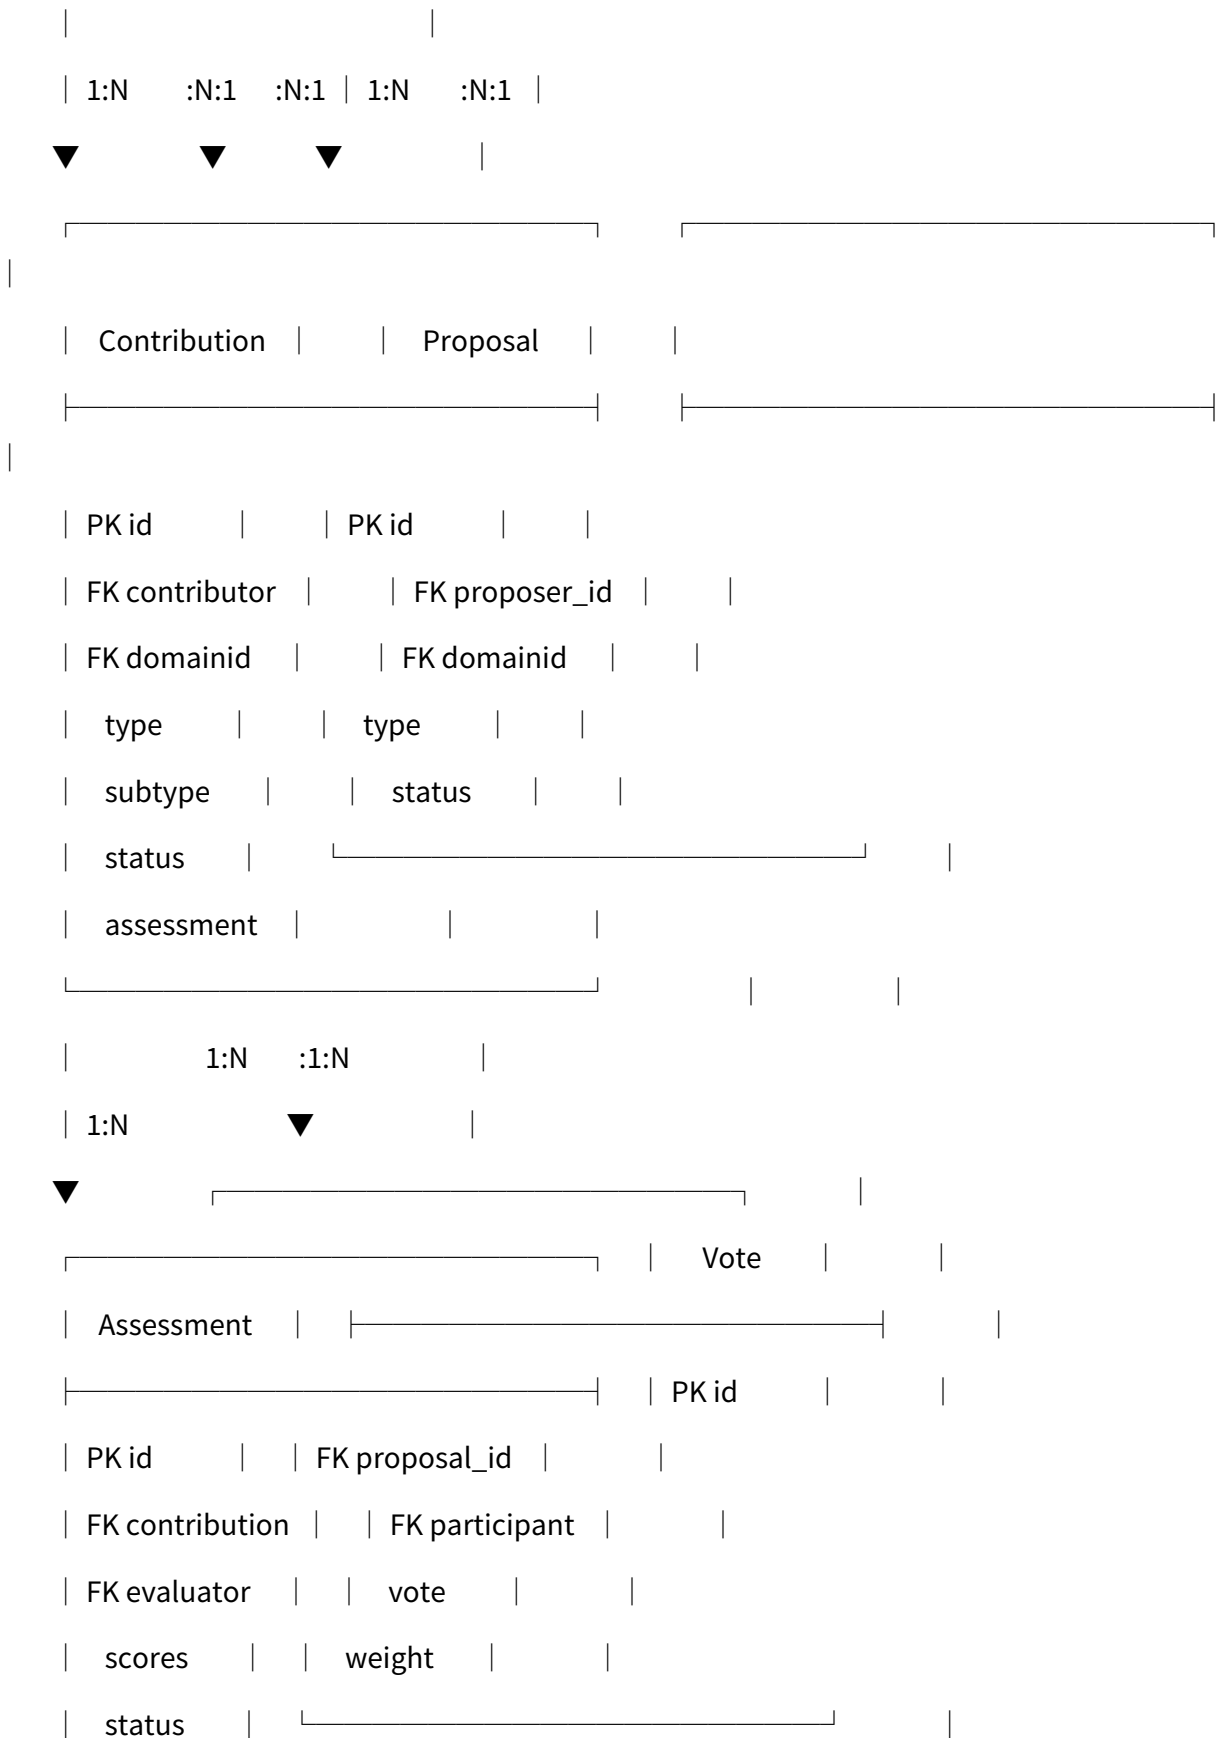 │ │
│ 1:N :N:1 :N:1 │ 1:N :N:1 │
▼ ▼ ▼ │
┌───────────────────┐ ┌───────────────────┐
│
│ Contribution │ │ Proposal │ │
├───────────────────┤ ├───────────────────┤
│
│ PK id │ │ PK id │ │
│ FK contributor │ │ FK proposer_id │ │
│ FK domainid │ │ FK domainid │ │
│ type │ │ type │ │
│ subtype │ │ status │ │
│ status │ └───────────────────┘ │
│ assessment │ │ │
└───────────────────┘ │ │
│ 1:N :1:N │
│ 1:N ▼ │
▼ ┌───────────────────┐ │
┌───────────────────┐ │ Vote │ │
│ Assessment │ ├───────────────────┤ │
├───────────────────┤ │ PK id │ │
│ PK id │ │ FK proposal_id │ │
│ FK contribution │ │ FK participant │ │
│ FK evaluator │ │ vote │ │
│ scores │ │ weight │ │
│ status │ └───────────────────┘ │